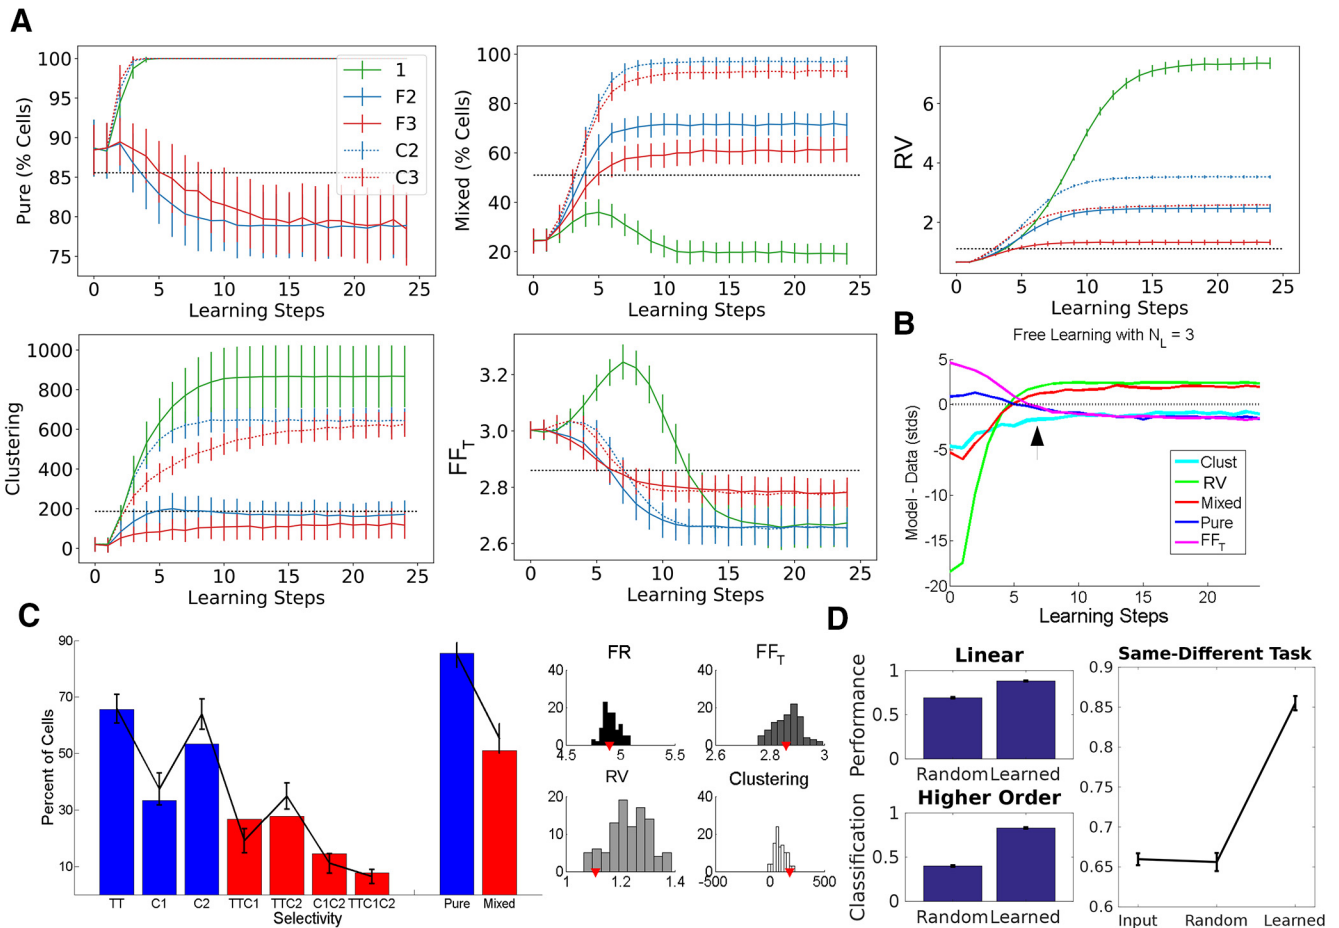 A
Pure (% Cells)
100
95
90
85
80
75
0 5 10 15 20 25
Learning Steps
1
F2
F3
C2
C3
Mixed (% Cells)
100
80
60
40
20
0 5 10 15 20 25
Learning Steps
RV
6
4
2
0 5 10 15 20 25
Learning Steps
Clustering
1000
800
600
400
200
0
0 5 10 15 20 25
Learning Steps
FFT
3.2
3.0
2.8
2.6
0 5 10 15 20 25
Learning Steps
B
Free Learning with NL = 3
Model - Data (stds)
5
0
-5
-10
-15
-20
0 5 10 15 20
Learning Steps
Clust
RV
Mixed
Pure
FFT
C
Percent of Cells
90
70
50
30
10
TT C1 C2 TTC1 TTC2 C1C2 TTC1C2 Pure Mixed
Selectivity
FR
40
20
0
4.5 5 5.5
FFT
40
20
0
2.6 2.8 3
RV
40
20
0
1 1.2 1.4
Clustering
40
20
0
-500 0 500
D
Classification Performance
Linear
1
0.5
0
Random Learned
Higher Order
1
0.5
0
Random Learned
Same-Different Task
0.9
0.85
0.8
0.75
0.7
0.65
0.6
Input Random Learned